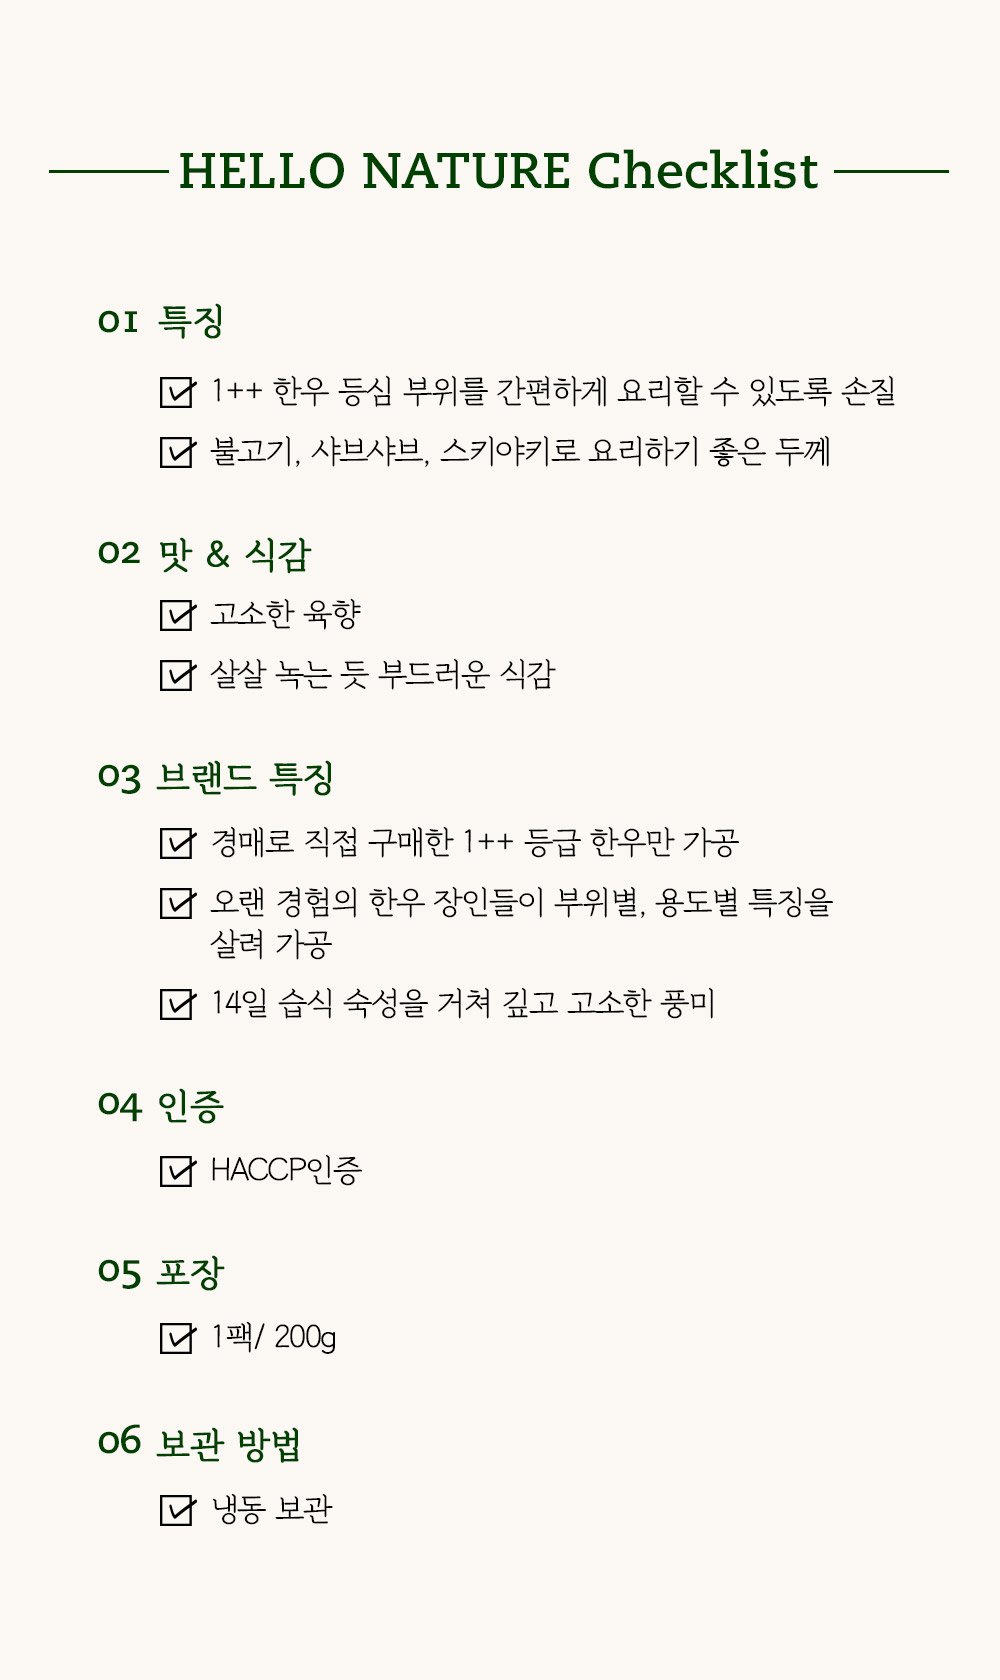 HELLO NATURE Checklist
01 특징
1++ 한우 등심 부위를 간편하게 요리할 수 있도록 손질
불고기, 샤브샤브, 스키야키로 요리하기 좋은 두께
02 맛 & 식감
고소한 육향
살살 녹는 듯 부드러운 식감
03 브랜드 특징
경매로 직접 구매한 1++ 등급 한우만 가공
오랜 경험의 한우 장인들이 부위별, 용도별 특징을
살려 가공
14일 습식 숙성을 거쳐 깊고 고소한 풍미
04 인증
HACCP인증
05 포장
1팩/ 200g
06 보관 방법
냉동 보관